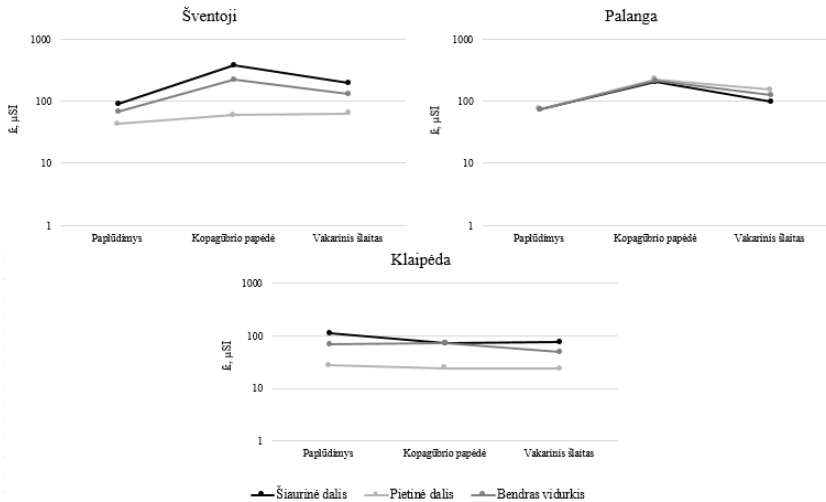 Šventoji
1000
100
10
1
κ̄, μSI
Paplūdimys Kopagūbrio papėdė Vakarinis šlaitas
Palanga
1000
100
10
1
κ̄, μSI
Paplūdimys Kopagūbrio papėdė Vakarinis šlaitas
Klaipėda
1000
100
10
1
κ̄, μSI
Paplūdimys Kopagūbrio papėdė Vakarinis šlaitas
Šiaurinė dalis Pietinė dalis Bendras vidurkis